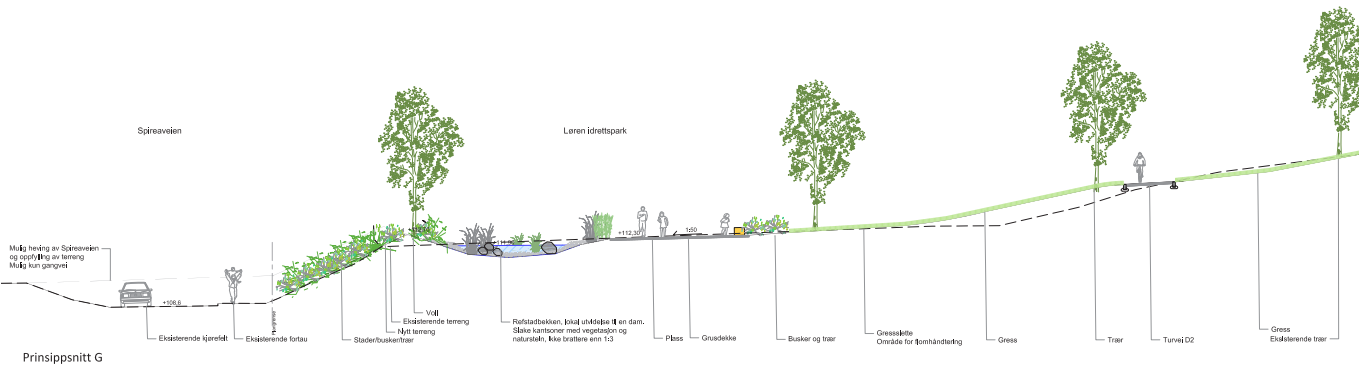 Spireaveien
Løren idrettspark
Mulig heving av Spireaveien
og oppfylling av terreng
Mulig kun gangvei
+108,6
+112,30
1:50
Voll
Eksisterende terreng
Nytt terreng
Eksisterende kjørefelt
Eksisterende fortau
Stader/busker/trær
Refstadbekken, lokal utvidelse til en dam.
Slake kantsoner med vegetasjon og
naturstein, ikke brattere enn 1:3
Plass
Grusdekke
Busker og trær
Gresslette
Område for flomhåndtering
Gress
Trær
Turvei D2
Gress
Eksisterende trær
Prinsippsnitt G